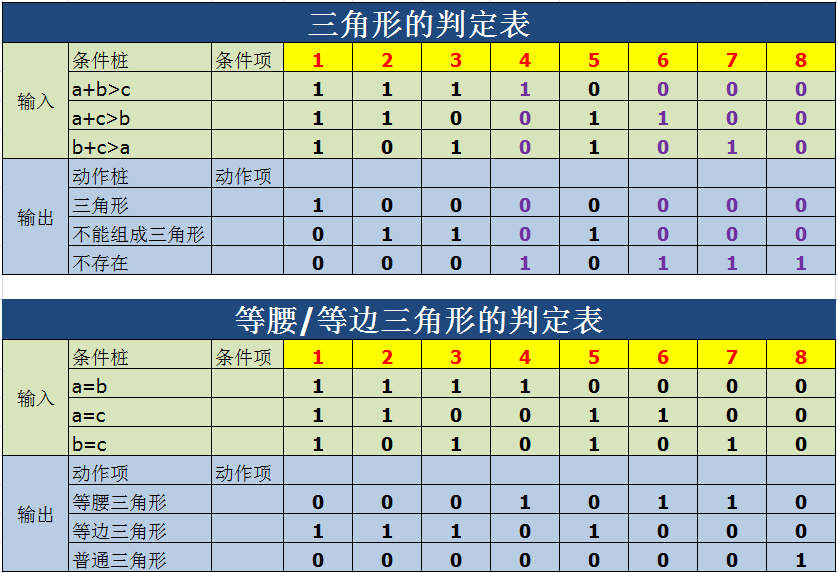 三角形的判定表
输入 条件桩 条件项 1 2 3 4 5 6 7 8
a+b>c 1 1 1 1 0 0 0 0
a+c>b 1 1 0 0 1 1 0 0
b+c>a 1 0 1 0 1 0 1 0
输出 动作桩 动作项
三角形 1 0 0 0 0 0 0 0
不能组成三角形 0 1 1 0 1 0 0 0
不存在 0 0 0 1 0 1 1 1
等腰/等边三角形的判定表
输入 条件桩 条件项 1 2 3 4 5 6 7 8
a=b 1 1 1 1 0 0 0 0
a=c 1 1 0 0 1 1 0 0
b=c 1 0 1 0 1 0 1 0
输出 动作项 动作项
等腰三角形 0 0 0 1 0 1 1 0
等边三角形 1 1 1 0 1 0 0 0
普通三角形 0 0 0 0 0 0 0 1